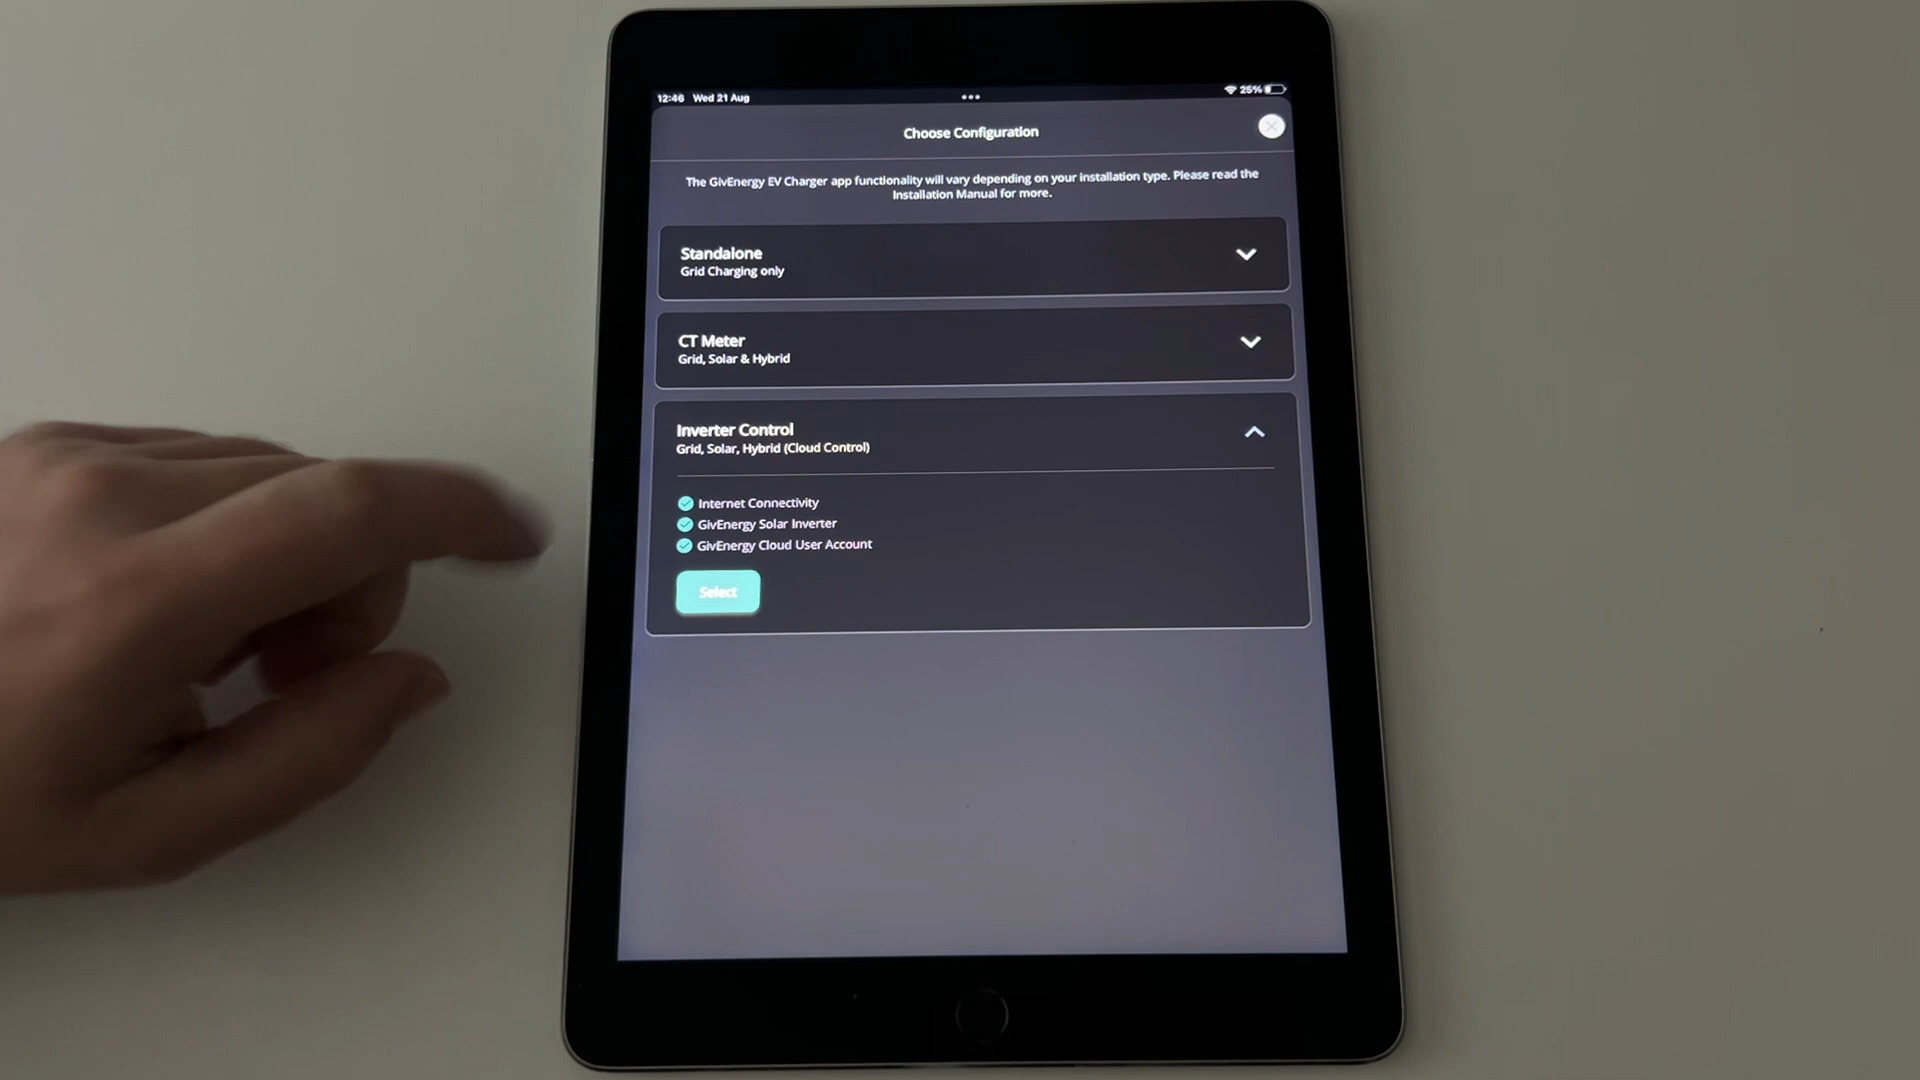 12:46 Wed 21 Aug
25%
Choose Configuration
The GivEnergy EV Charger app functionality will vary depending on your installation type. Please read the
Installation Manual for more.
Standalone
Grid Charging only
CT Meter
Grid, Solar & Hybrid
Inverter Control
Grid, Solar, Hybrid (Cloud Control)
Internet Connectivity
GivEnergy Solar Inverter
GivEnergy Cloud User Account
Select